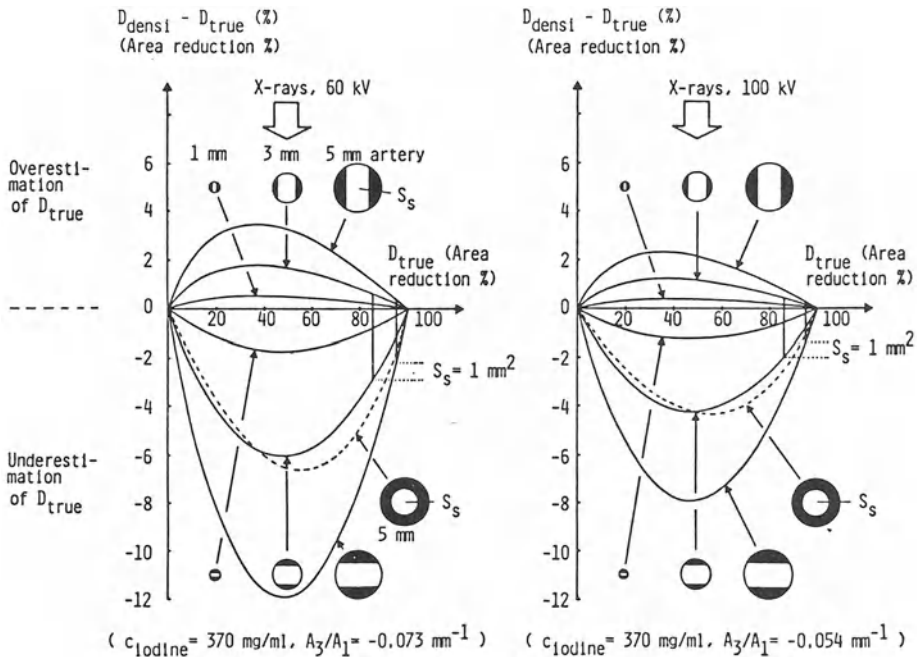 D_densi - D_true (%)
(Area reduction %)
X-rays, 60 kV
1 mm 3 mm 5 mm artery
S_s
Overesti-
mation
of D_true
6
4
2
0
-2
-4
-6
-8
-10
-12
D_true (Area
reduction %)
20 40 60 80 100
S_s = 1 mm²
Underesti-
mation
of D_true
S_s
5 mm
( c_iodine = 370 mg/ml, A_3/A_1 = -0.073 mm⁻¹ )
D_densi - D_true (%)
(Area reduction %)
X-rays, 100 kV
6
4
2
0
-2
-4
-6
-8
-10
-12
D_true (Area
reduction %)
20 40 60 80 100
S_s = 1 mm²
S_s
( c_iodine = 370 mg/ml, A_3/A_1 = -0.054 mm⁻¹ )